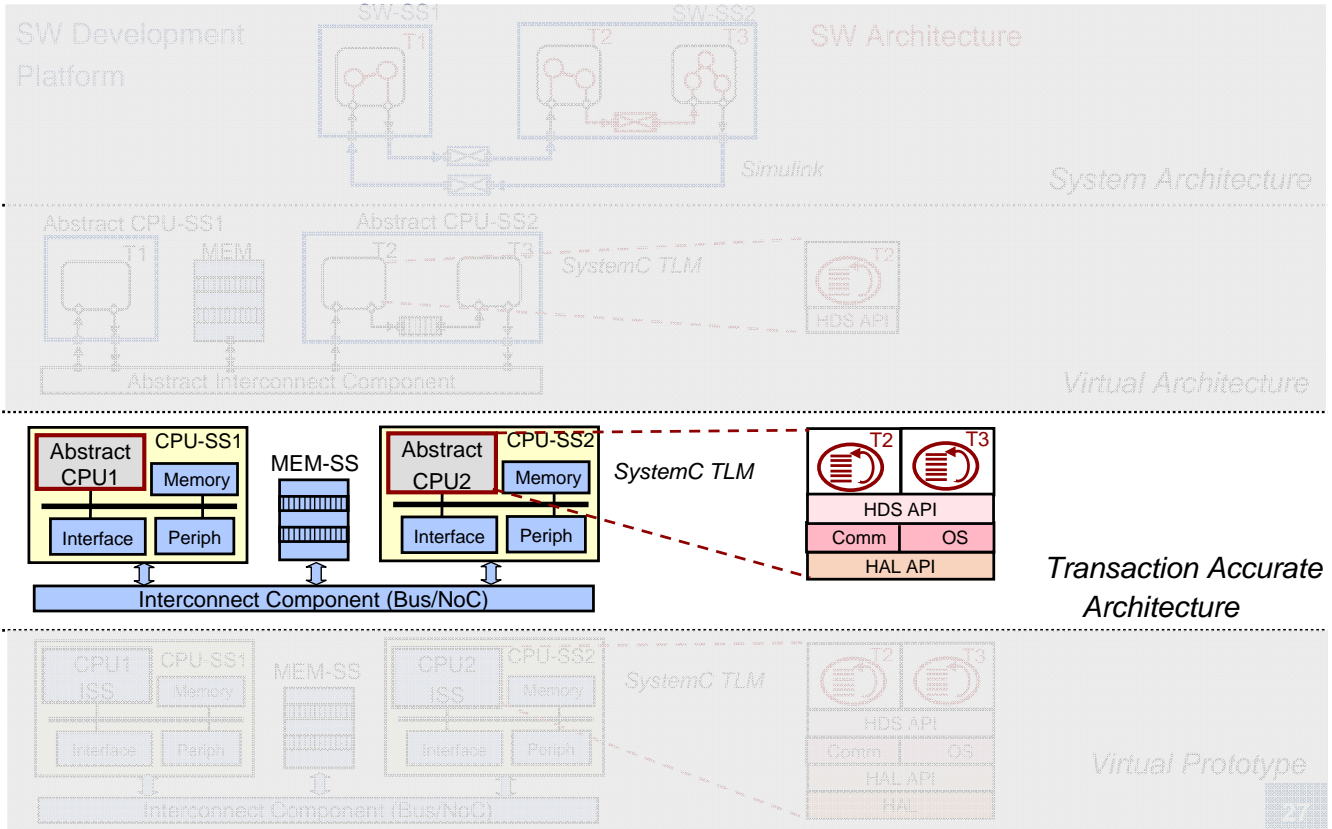 SW Development
Platform
SW-SS1
T1
SW-SS2
T2
T3
SW Architecture
Simulink
System Architecture
Abstract CPU-SS1
T1
MEM
Abstract CPU-SS2
T2
T3
SystemC TLM
T2
HDS API
Abstract Interconnect Component
Virtual Architecture
Abstract
CPU1
CPU-SS1
Memory
Interface
Periph
MEM-SS
Abstract
CPU2
CPU-SS2
Memory
Interface
Periph
SystemC TLM
T2
T3
HDS API
Comm
OS
HAL API
Interconnect Component (Bus/NoC)
Transaction Accurate
Architecture
CPU1
ISS
CPU-SS1
Memory
Interface
Periph
MEM-SS
CPU2
ISS
CPU-SS2
Memory
Interface
Periph
SystemC TLM
T2
T3
HDS API
Comm
OS
HAL API
HAL
Interconnect Component (Bus/NoC)
Virtual Prototype
27